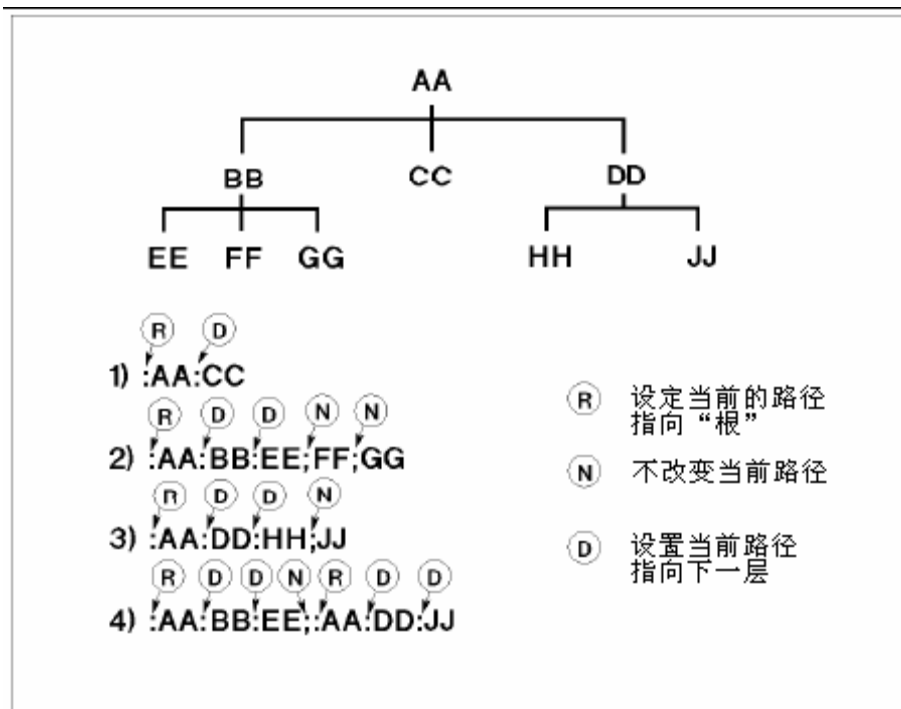 AA
BB CC DD
EE FF GG HH JJ
R D
1) :AA:CC
R D D N N
2) :AA:BB:EE;FF;GG
R D D N
3) :AA:DD:HH;JJ
R D D N R D D
4) :AA:BB:EE;:AA:DD:JJ
R 设定当前的路径
指向“根”
N 不改变当前路径
D 设置当前路径
指向下一层